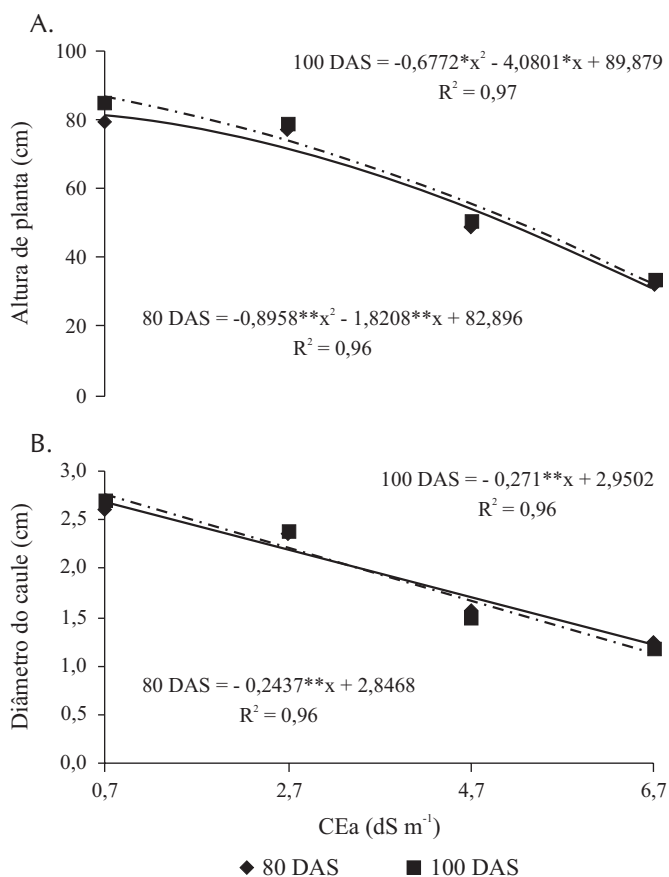 A.
100
80
60
40
20
0
Altura de planta (cm)
100 DAS = -0,6772*x² - 4,0801*x + 89,879
R² = 0,97
80 DAS = -0,8958**x² - 1,8208**x + 82,896
R² = 0,96
B.
3,0
2,5
2,0
1,5
1,0
0,5
0,0
Diâmetro do caule (cm)
100 DAS = - 0,271**x + 2,9502
R² = 0,96
80 DAS = - 0,2437**x + 2,8468
R² = 0,96
0,7 2,7 4,7 6,7
CEa (dS m⁻¹)
80 DAS 100 DAS